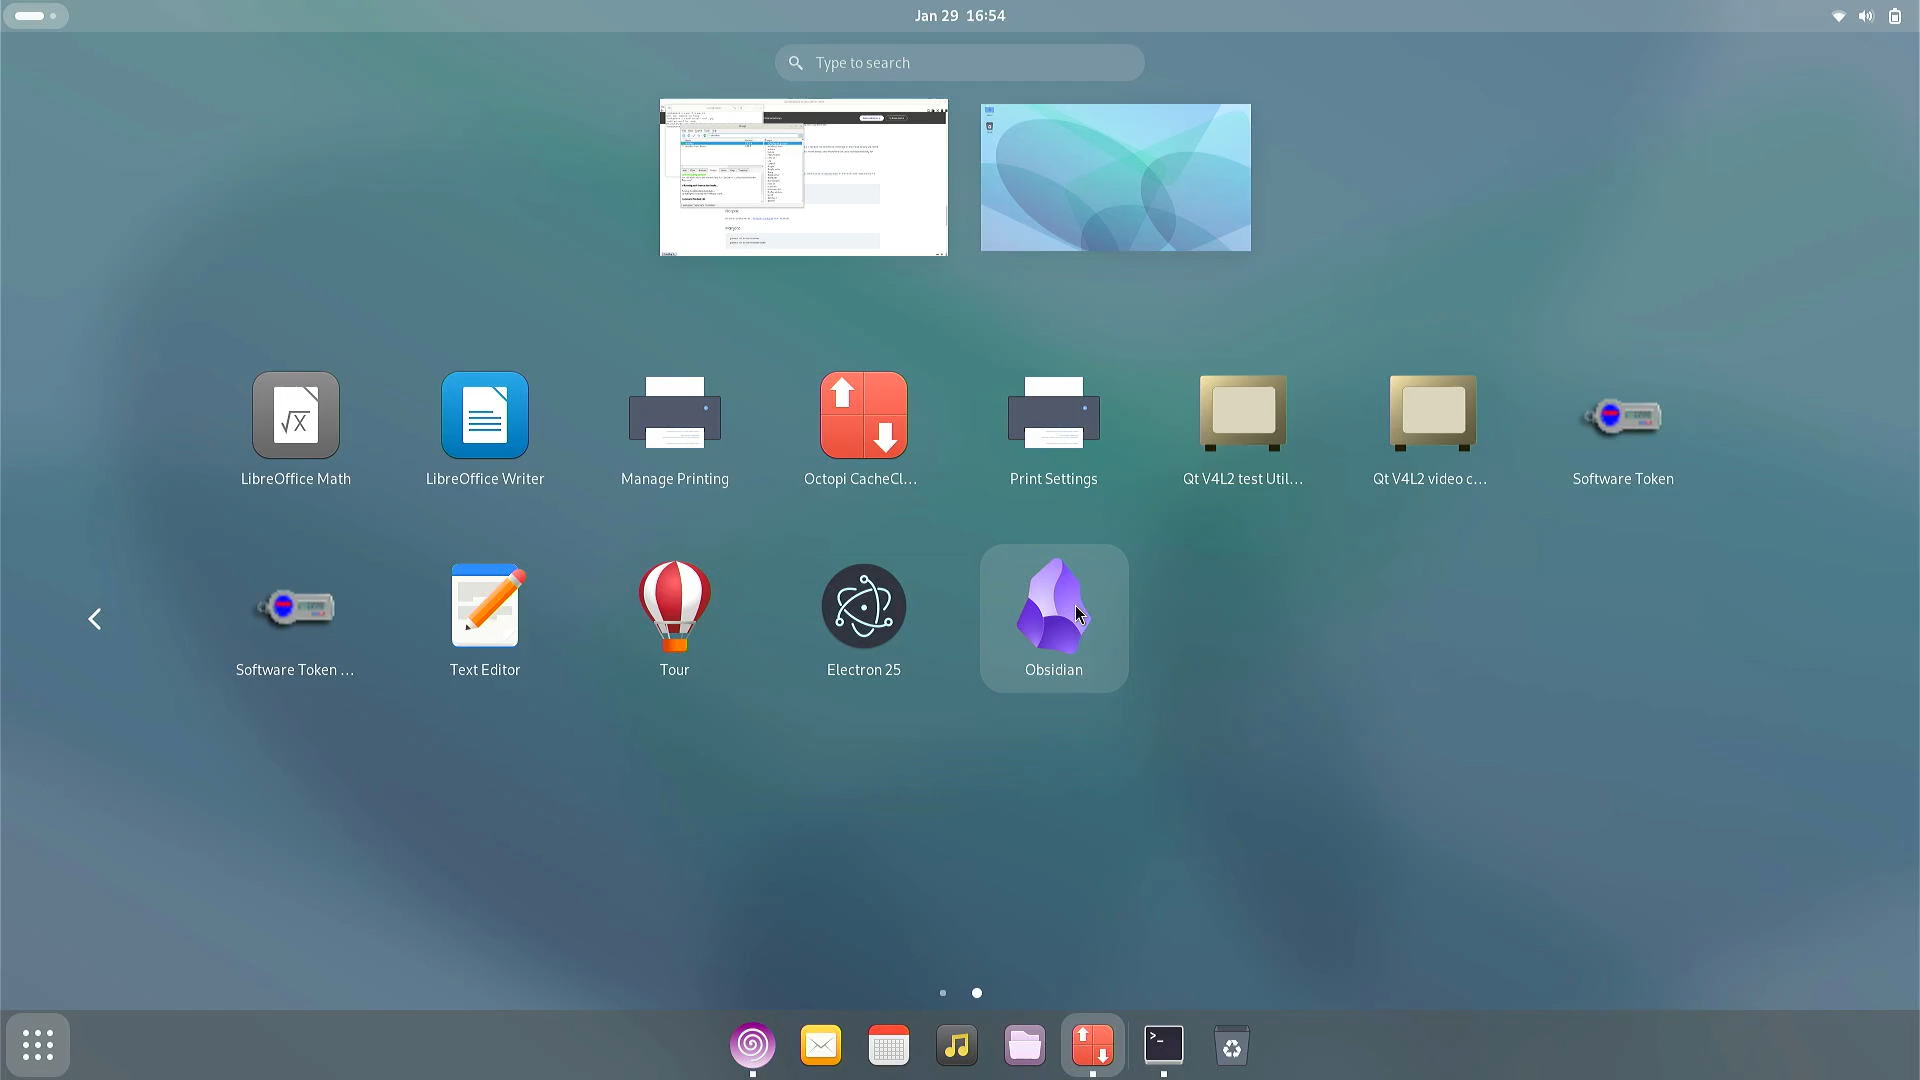 Jan 29 16:54
Type to search
LibreOffice Math
LibreOffice Writer
Manage Printing
Octopi CacheCl...
Print Settings
Qt V4L2 test Util...
Qt V4L2 video c...
Software Token
Software Token ...
Text Editor
Tour
Electron 25
Obsidian